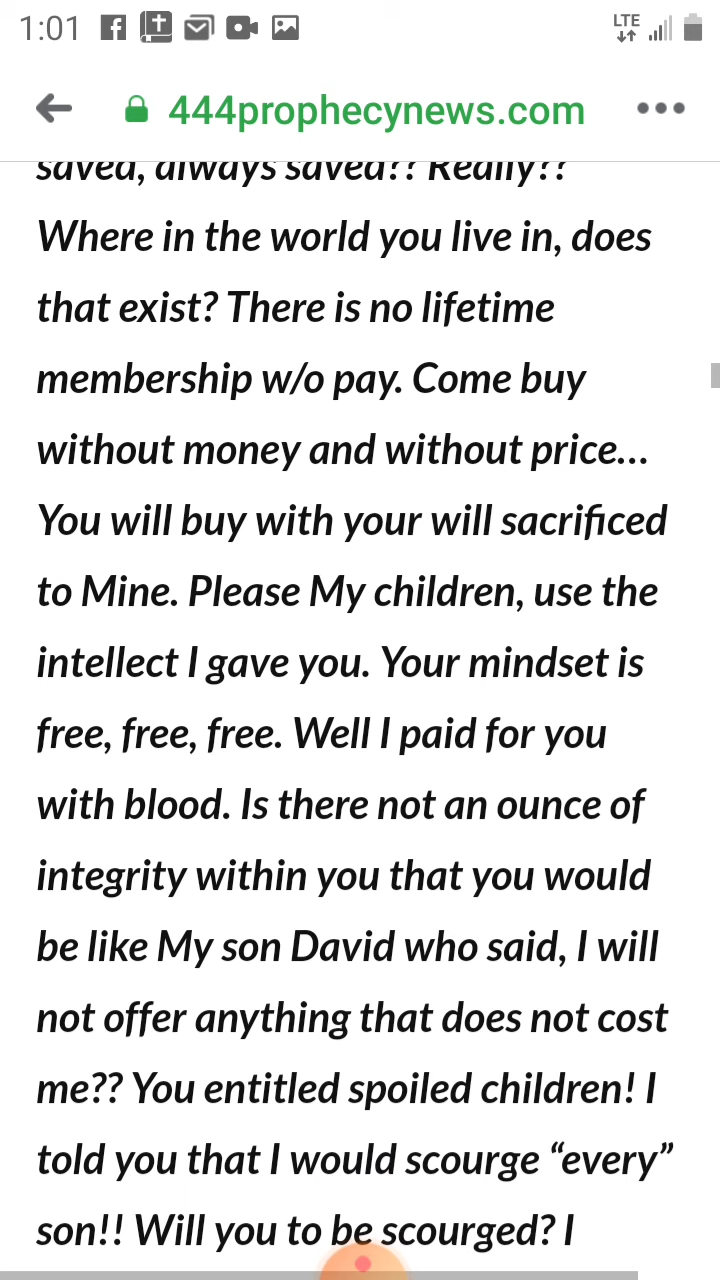 1:01
LTE
444prophecynews.com
saved, always saved?? Really??
Where in the world you live in, does
that exist? There is no lifetime
membership w/o pay. Come buy
without money and without price...
You will buy with your will sacrificed
to Mine. Please My children, use the
intellect I gave you. Your mindset is
free, free, free. Well I paid for you
with blood. Is there not an ounce of
integrity within you that you would
be like My son David who said, I will
not offer anything that does not cost
me?? You entitled spoiled children! I
told you that I would scourge “every”
son!! Will you to be scourged? I